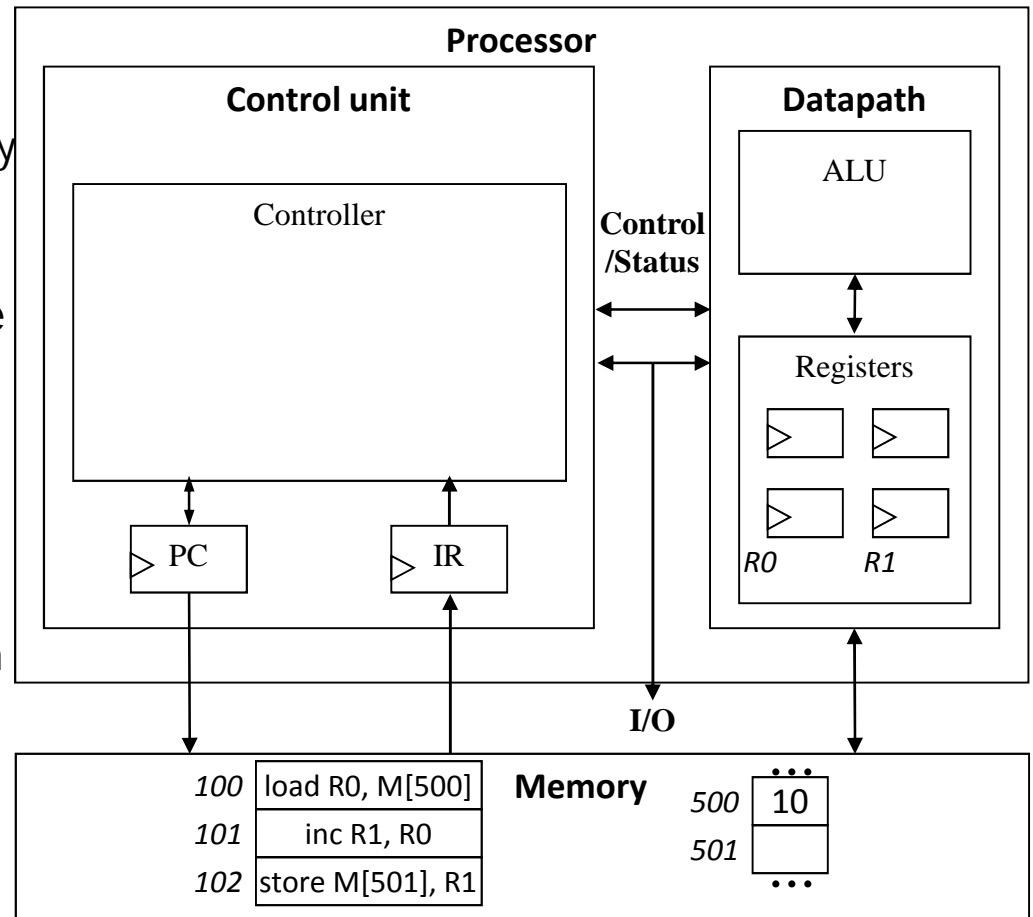 Processor
Control unit
Datapath
y
ALU
Controller
Control
/Status
e
Registers
PC
IR
R0 R1
n
I/O
Memory
100 load R0, M[500]
101 inc R1, R0
102 store M[501], R1
...
500 10
501
...